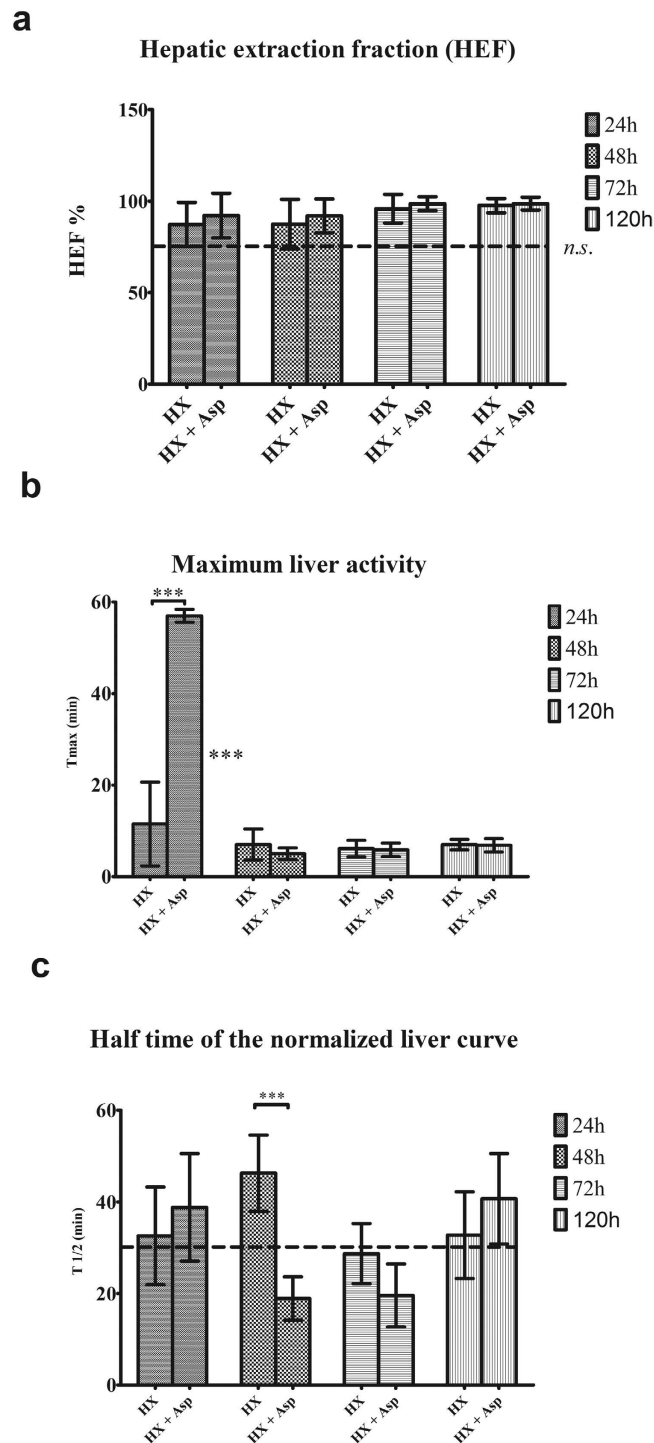 a
Hepatic extraction fraction (HEF)
150
100
50
0
HEF %
24h
48h
72h
120h
n.s.
HX
HX + Asp
HX
HX + Asp
HX
HX + Asp
HX
HX + Asp
b
Maximum liver activity
60
40
20
0
Tmax (min)
***
***
24h
48h
72h
120h
HX
HX + Asp
HX
HX + Asp
HX
HX + Asp
HX
HX + Asp
c
Half time of the normalized liver curve
60
40
20
0
T 1/2 (min)
***
24h
48h
72h
120h
HX
HX + Asp
HX
HX + Asp
HX
HX + Asp
HX
HX + Asp